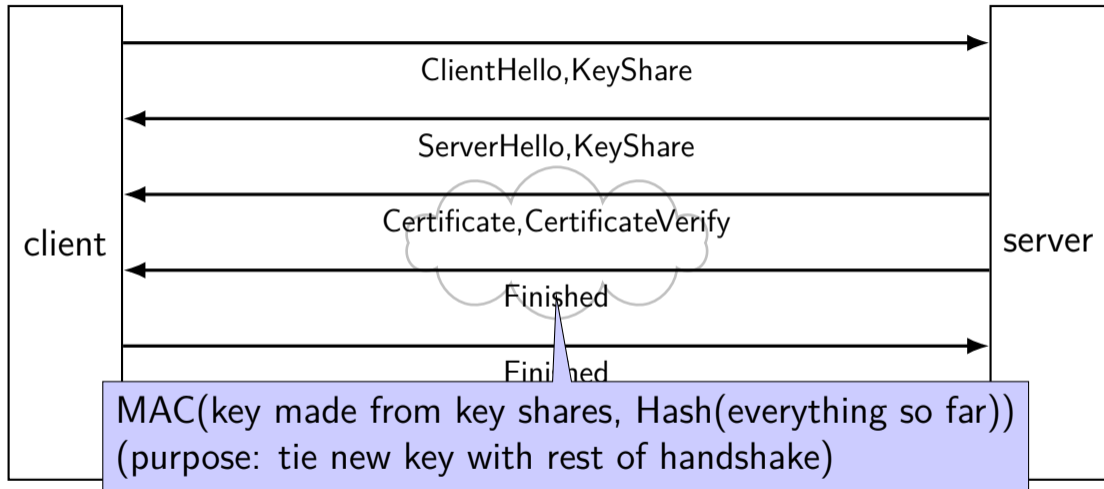 ClientHello,KeyShare
ServerHello,KeyShare
Certificate,CertificateVerify
client
server
Finished
Finished
MAC(key made from key shares, Hash(everything so far))
(purpose: tie new key with rest of handshake)